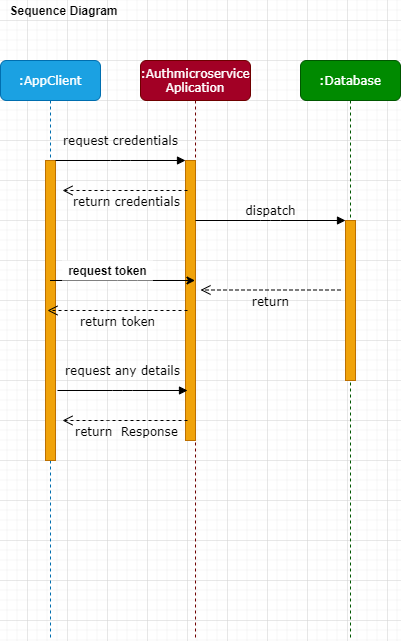 Sequence Diagram
:AppClient
:Authmicroservice
Aplication
:Database
request credentials
return credentials
dispatch
request token
return
return token
request any details
return  Response